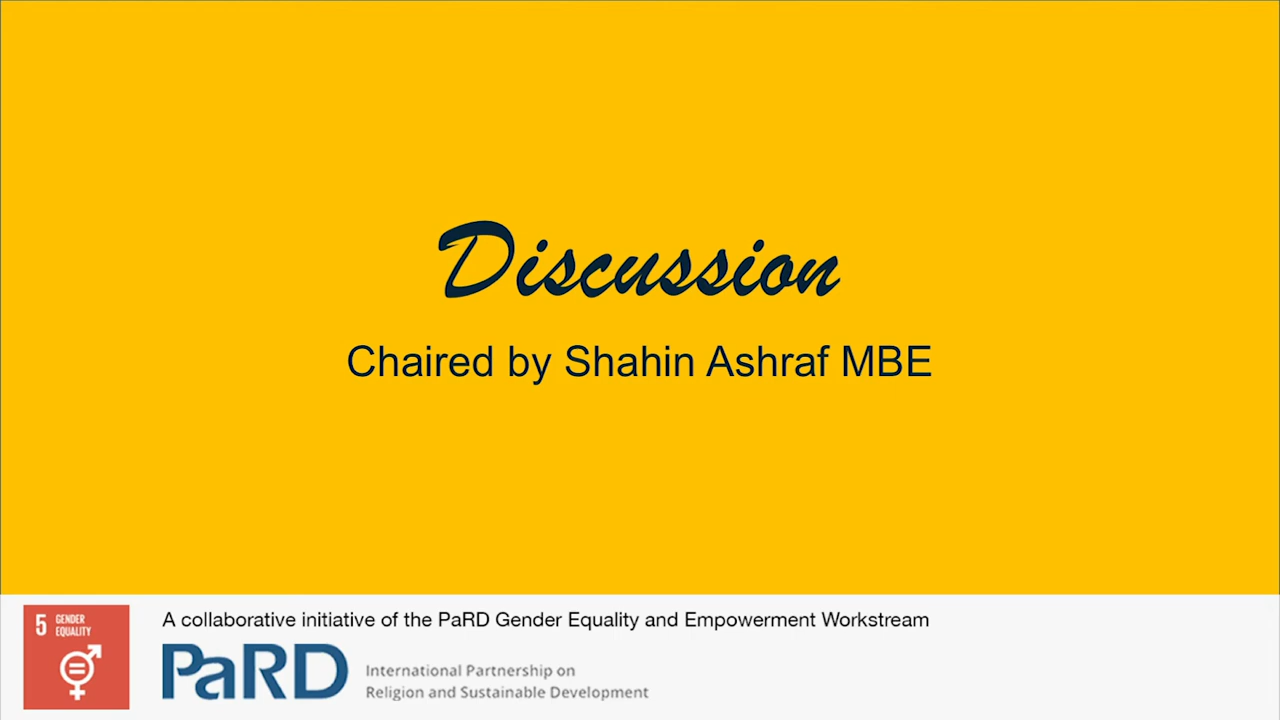 Discussion
Chaired by Shahin Ashraf MBE
5 GENDER
EQUALITY
A collaborative initiative of the PaRD Gender Equality and Empowerment Workstream
PaRD
International Partnership on
Religion and Sustainable Development